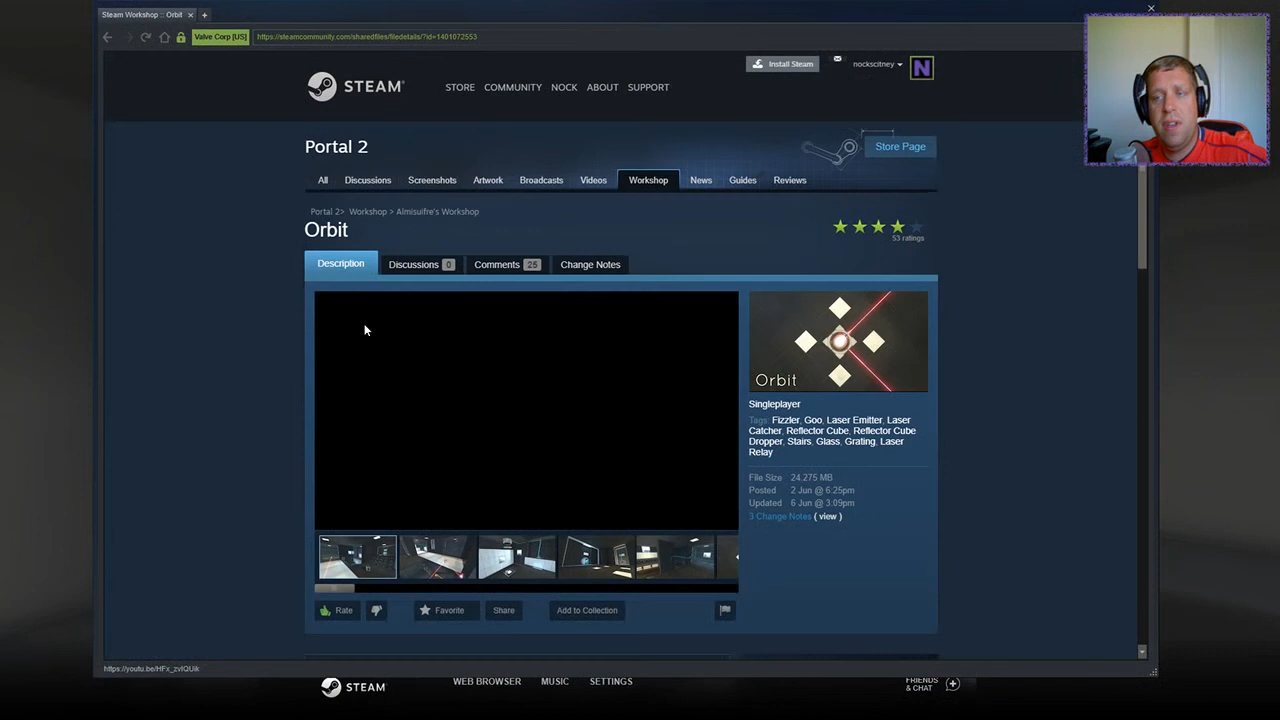 Steam Workshop :: Orbit
Valve Corp [US]
https://steamcommunity.com/sharedfiles/filedetails/?id=1401072553
Install Steam
nockscitney
N
STEAM®
STORE COMMUNITY NOCK ABOUT SUPPORT
Portal 2
Store Page
All Discussions Screenshots Artwork Broadcasts Videos Workshop News Guides Reviews
Portal 2> Workshop > Almisuifre's Workshop
Orbit
53 ratings
Description Discussions 0 Comments 25 Change Notes
Orbit
Singleplayer
Tags: Fizzler, Goo, Laser Emitter, Laser
Catcher, Reflector Cube, Reflector Cube
Dropper, Stairs, Glass, Grating, Laser
Relay
File Size 24.275 MB
Posted 2 Jun @ 6:25pm
Updated 6 Jun @ 3:09pm
3 Change Notes ( view )
Rate Favorite Share Add to Collection
https://youtu.be/HFx_zvIQUik
STEAM
WEB BROWSER MUSIC SETTINGS
FRIENDS
& CHAT